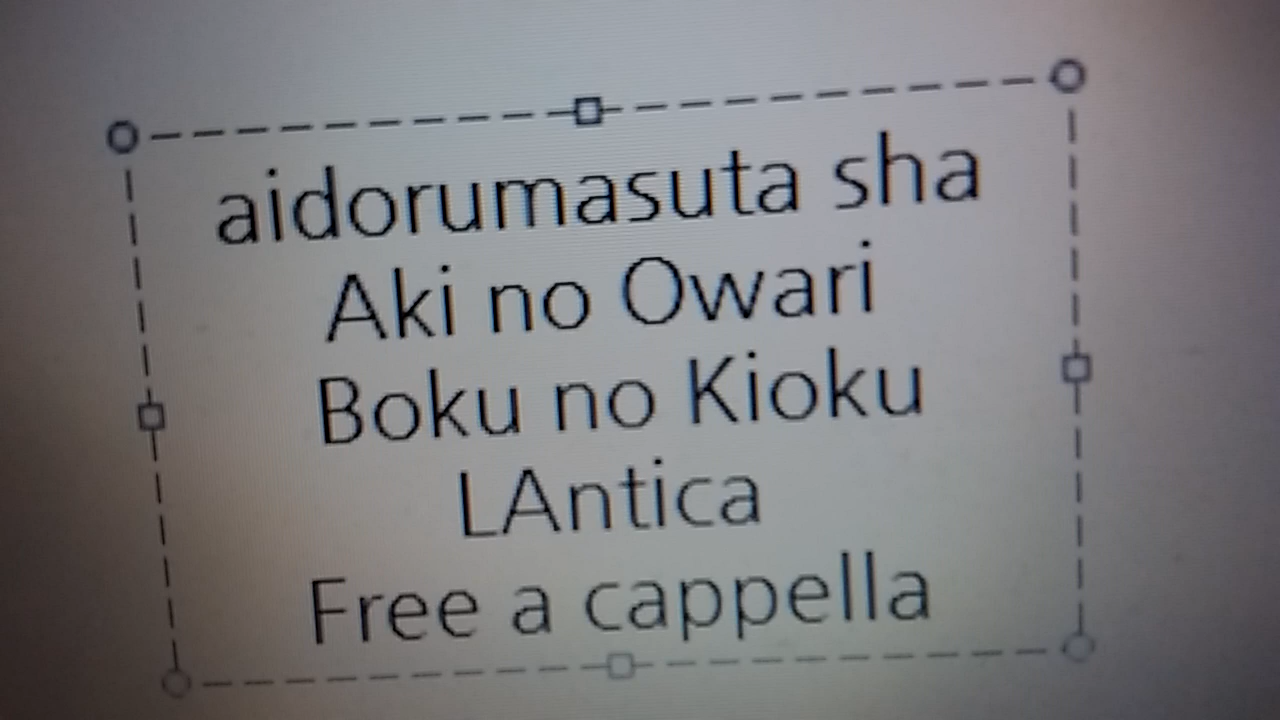 aidorumasuta sha
Aki no Owari
Boku no Kioku
LAntica
Free a cappella